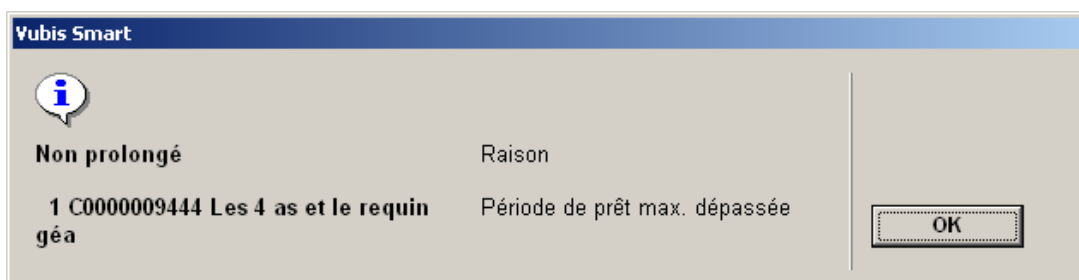 Vubis Smart
Non prolongé
Raison
1 C0000009444 Les 4 as et le requin
géa
Période de prêt max. dépassée
OK